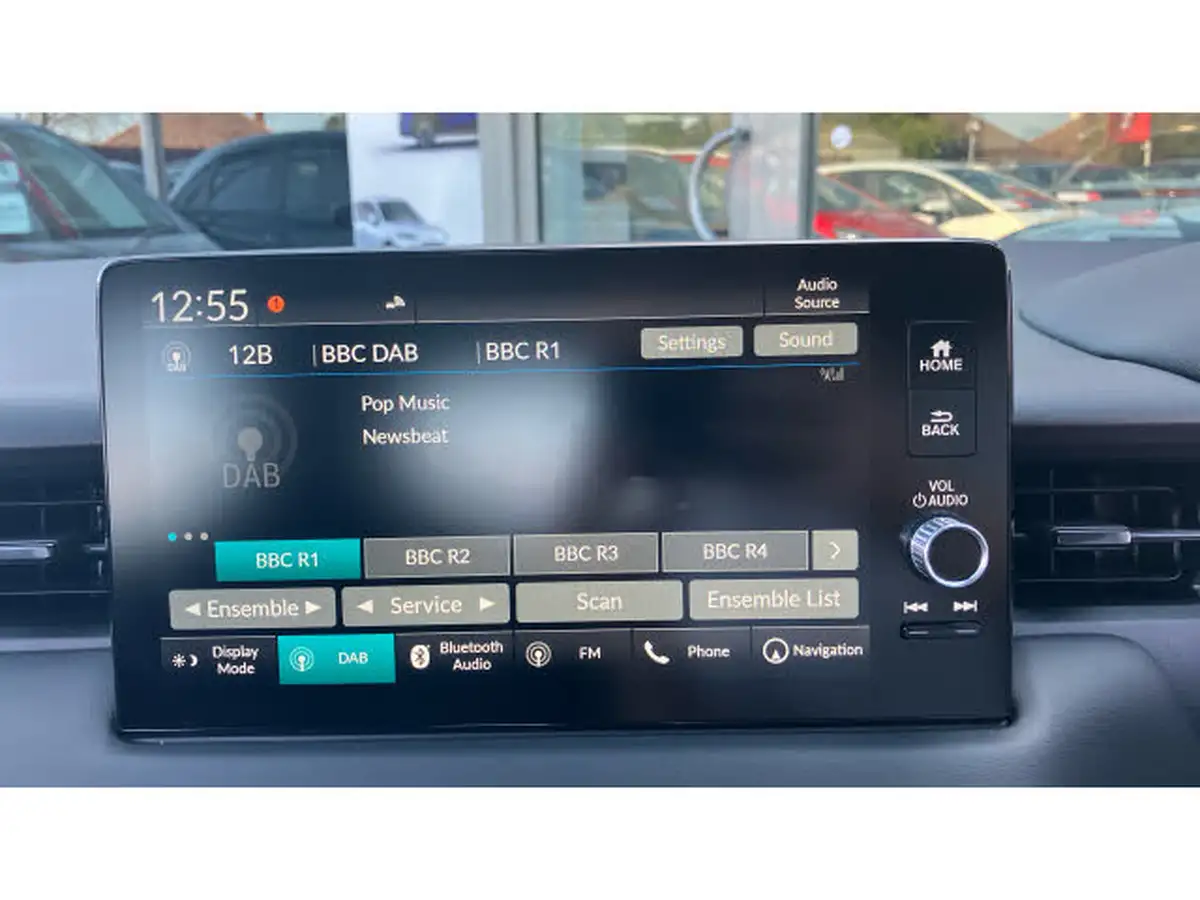 12:55
Audio
Source
DAB 12B BBC DAB BBC R1 Settings Sound
HOME
Pop Music
Newsbeat
BACK
DAB
VOL
AUDIO
BBC R1 BBC R2 BBC R3 BBC R4
Ensemble Service Scan Ensemble List
Display
Mode
DAB
Bluetooth
Audio
FM
Phone
Navigation